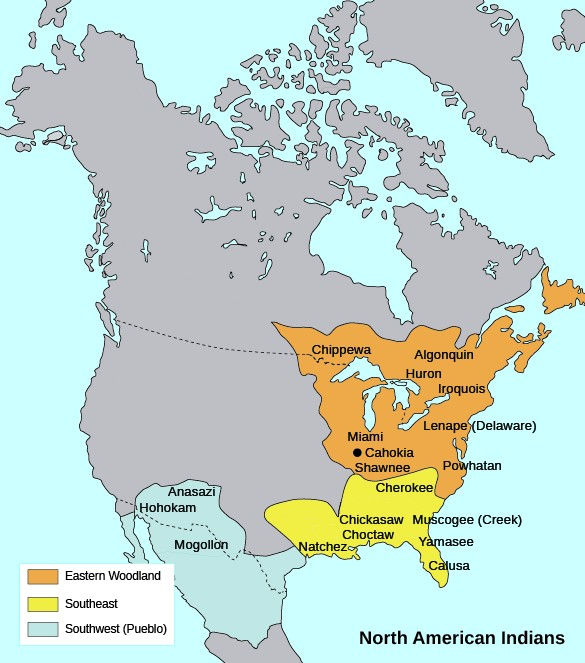 Chippewa
Algonquin
Huron
Iroquois
Lenape (Delaware)
Miami
Cahokia
Shawnee
Powhatan
Cherokee
Anasazi
Hohokam
Chickasaw
Muscogee (Creek)
Choctaw
Yamasee
Mogollon
Natchez
Calusa
Eastern Woodland
Southeast
Southwest (Pueblo)
North American Indians